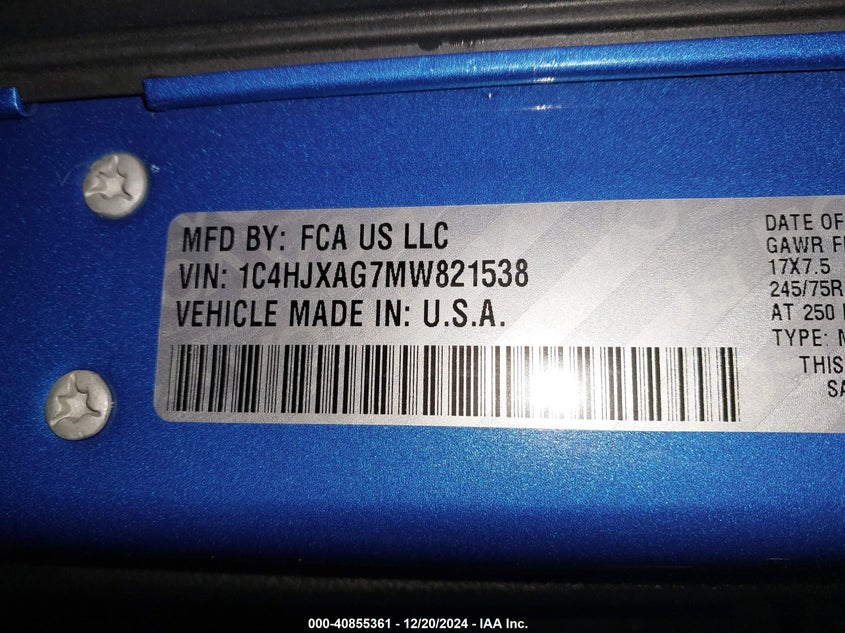 MFD BY: FCA US LLC
VIN: 1C4HJXAG7MW821538
VEHICLE MADE IN: U.S.A.
DATE OF
GAWR
17X7.5
245/75R
AT 250
TYPE:
THIS
000-40855361 - 12/20/2024 - IAA Inc.